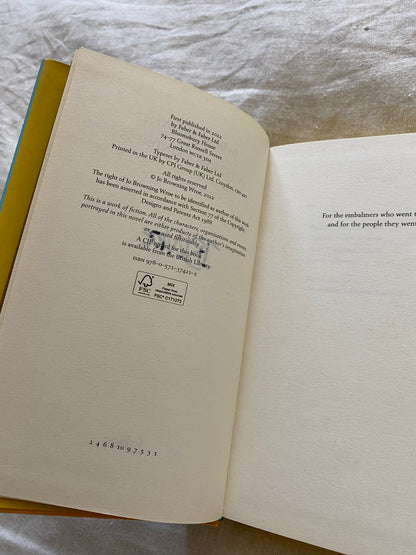 First published in 2022
by Faber & Faber Ltd
Bloomsbury House
74–77 Great Russell Street
London WC1B 3DA
Typeset by Faber & Faber Ltd
Printed in the UK by CPI Group (UK) Ltd, Croydon, CR0 4YY
All rights reserved
© Jo Browning Wroe, 2022
The right of Jo Browning Wroe to be identified as author of this work
has been asserted in accordance with Section 77 of the Copyright,
Designs and Patents Act 1988
This is a work of fiction. All of the characters, organisations and events
portrayed in this novel are either products of the author's imagination
or are used fictitiously
A CIP record for this book
is available from the British Library
ISBN 978-0-571-37422-2
FSC
MIX
Paper from
responsible sources
FSC® C171272
2 4 6 8 10 9 7 5 3 1
For the embalmers who went
and for the people they went